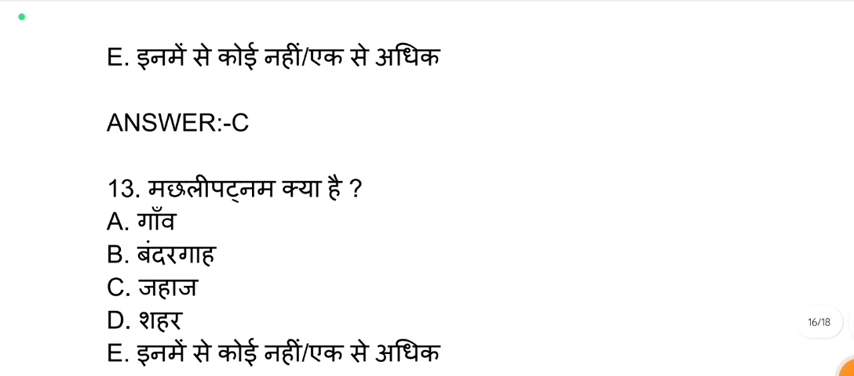 E. इनमें से कोई नहीं/एक से अधिक
ANSWER:-C
13. मछलीपट्नम क्या है ?
A. गाँव
B. बंदरगाह
C. जहाज
D. शहर
16/18
E. इनमें से कोई नहीं/एक से अधिक